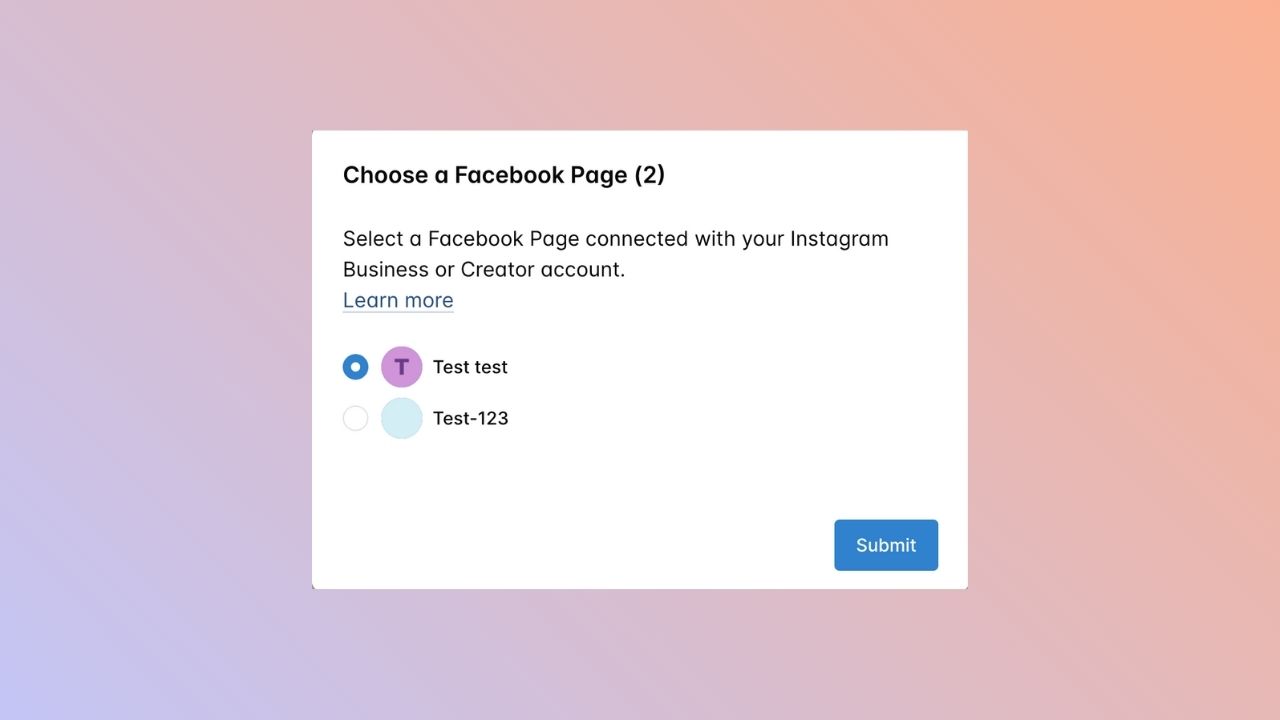 Choose a Facebook Page (2)
Select a Facebook Page connected with your Instagram
Business or Creator account.
Learn more
T Test test
Test-123
Submit